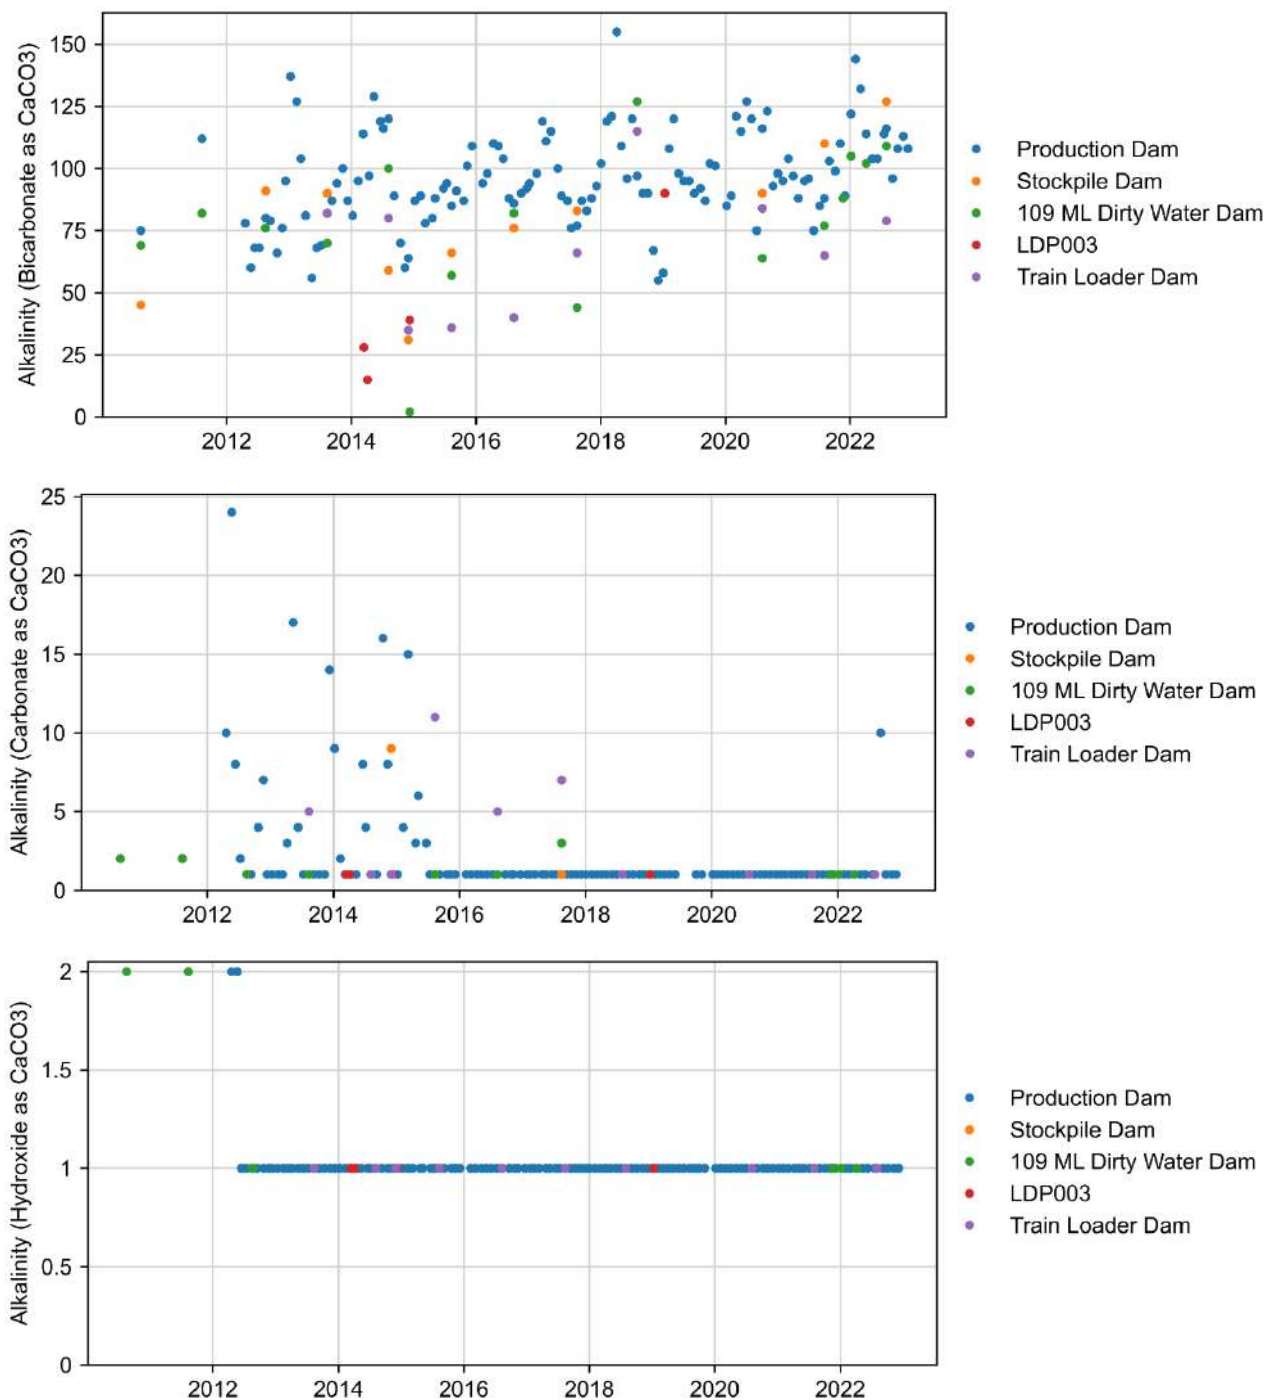 Alkalinity (Bicarbonate as CaCO3)
150
125
100
75
50
25
0
2012 2014 2016 2018 2020 2022
Production Dam
Stockpile Dam
109 ML Dirty Water Dam
LDP003
Train Loader Dam
Alkalinity (Carbonate as CaCO3)
25
20
15
10
5
0
2012 2014 2016 2018 2020 2022
Production Dam
Stockpile Dam
109 ML Dirty Water Dam
LDP003
Train Loader Dam
Alkalinity (Hydroxide as CaCO3)
2
1.5
1
0.5
0
2012 2014 2016 2018 2020 2022
Production Dam
Stockpile Dam
109 ML Dirty Water Dam
LDP003
Train Loader Dam